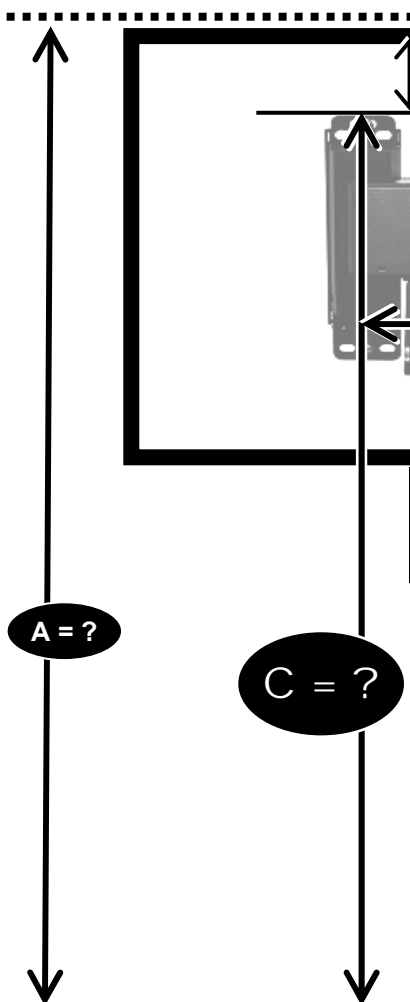 A = ?
C = ?